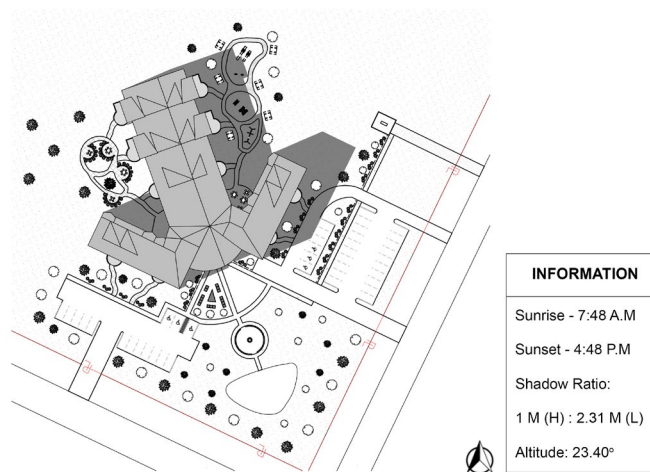 INFORMATION
Sunrise - 7:48 A.M
Sunset - 4:48 P.M
Shadow Ratio:
1 M (H) : 2.31 M (L)
Altitude: 23.40°